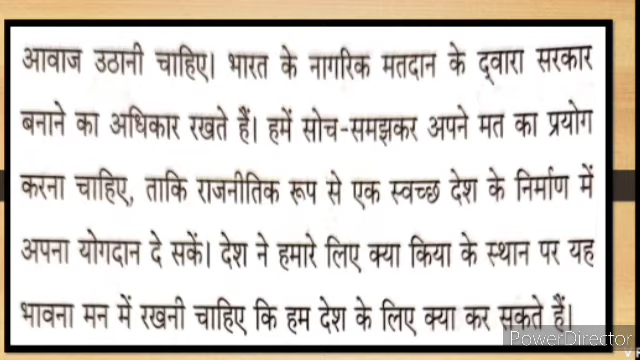 आवाज उठानी चाहिए। भारत के नागरिक मतदान के द्वारा सरकार
बनाने का अधिकार रखते हैं। हमें सोच-समझकर अपने मत का प्रयोग
करना चाहिए, ताकि राजनीतिक रूप से एक स्वच्छ देश के निर्माण में
अपना योगदान दे सकें। देश ने हमारे लिए क्या किया के स्थान पर यह
भावना मन में रखनी चाहिए कि हम देश के लिए क्या कर सकते हैं।
PowerDirector